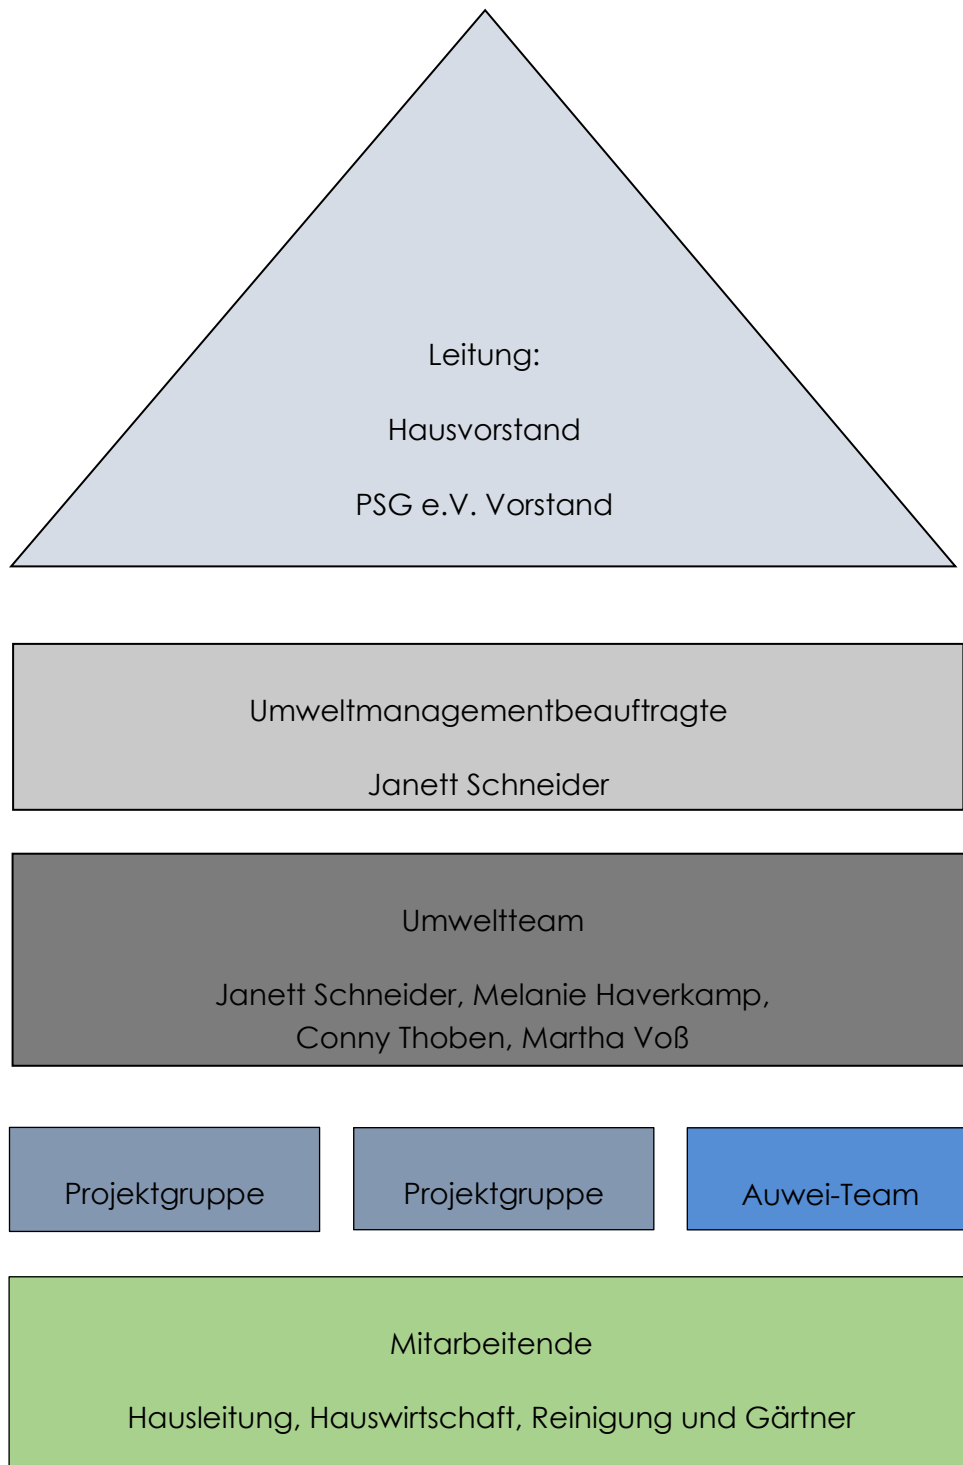 Leitung:
Hausvorstand
PSG e.V. Vorstand
Umweltmanagementbeauftragte
Janett Schneider
Umweltteam
Janett Schneider, Melanie Haverkamp,
Conny Thoben, Martha Voß
Projektgruppe
Projektgruppe
Auwei-Team
Mitarbeitende
Hausleitung, Hauswirtschaft, Reinigung und Gärtner